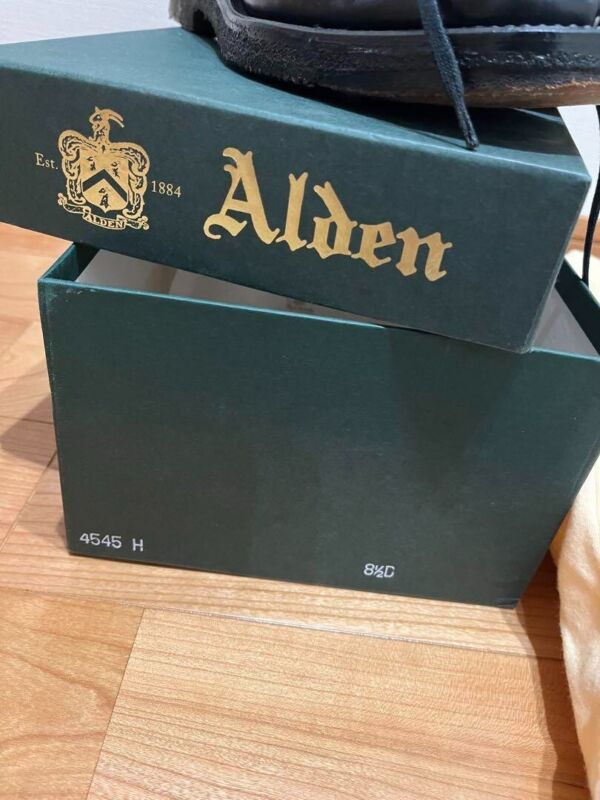 Est. 1884
ALDEN
Alden
4545 H
8½D